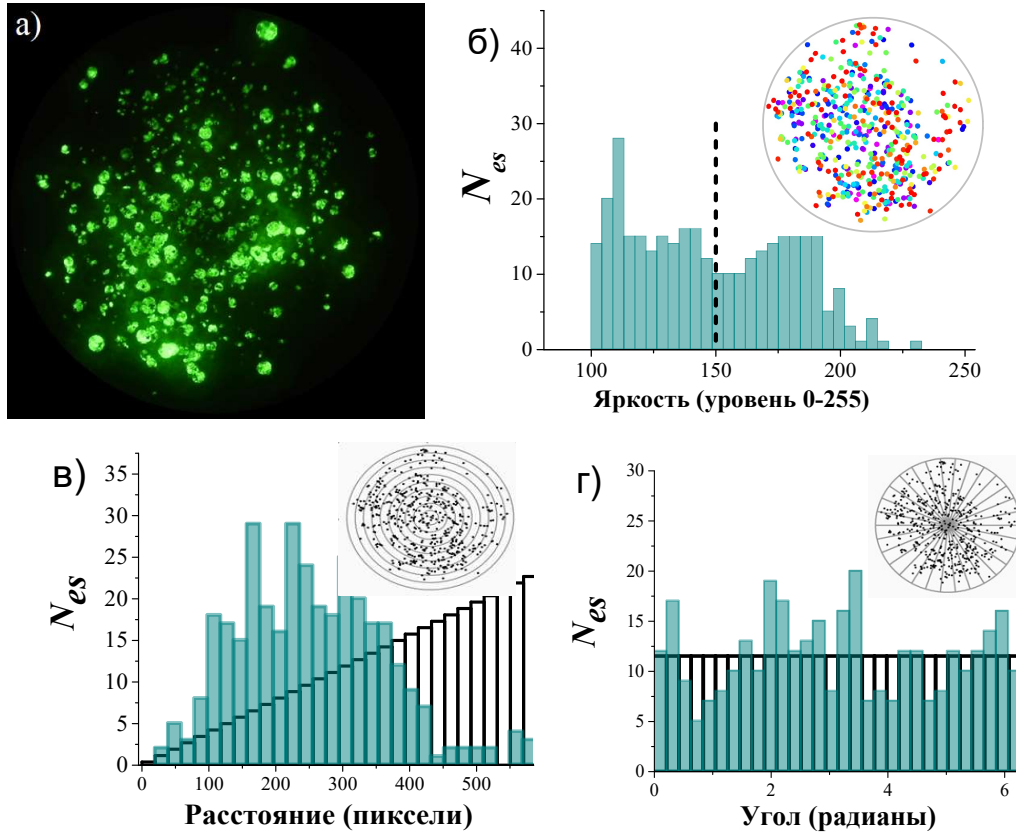 а)
б)
40
30
20
10
0
N_es
100 150 200 250
Яркость (уровень 0-255)
в)
35
30
25
20
15
10
5
0
N_es
0 100 200 300 400 500
Расстояние (пиксели)
г)
30
25
20
15
10
5
0
N_es
0 2 4 6
Угол (радианы)